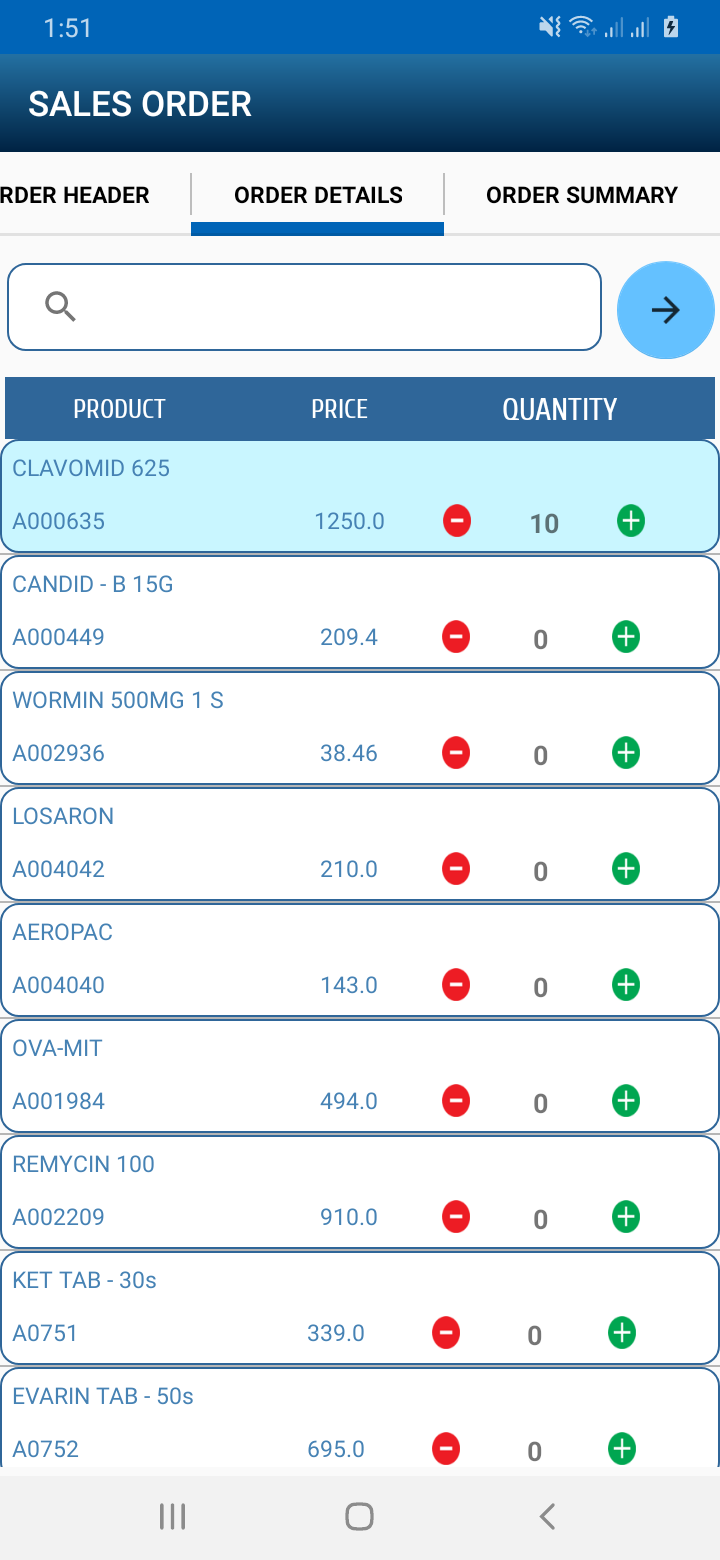 1:51
SALES ORDER
RDER HEADER ORDER DETAILS ORDER SUMMARY
PRODUCT PRICE QUANTITY
CLAVOMID 625
A000635 1250.0 10
CANDID - B 15G
A000449 209.4 0
WORMIN 500MG 1 S
A002936 38.46 0
LOSARON
A004042 210.0 0
AEROPAC
A004040 143.0 0
OVA-MIT
A001984 494.0 0
REMYCIN 100
A002209 910.0 0
KET TAB - 30s
A0751 339.0 0
EVARIN TAB - 50s
A0752 695.0 0